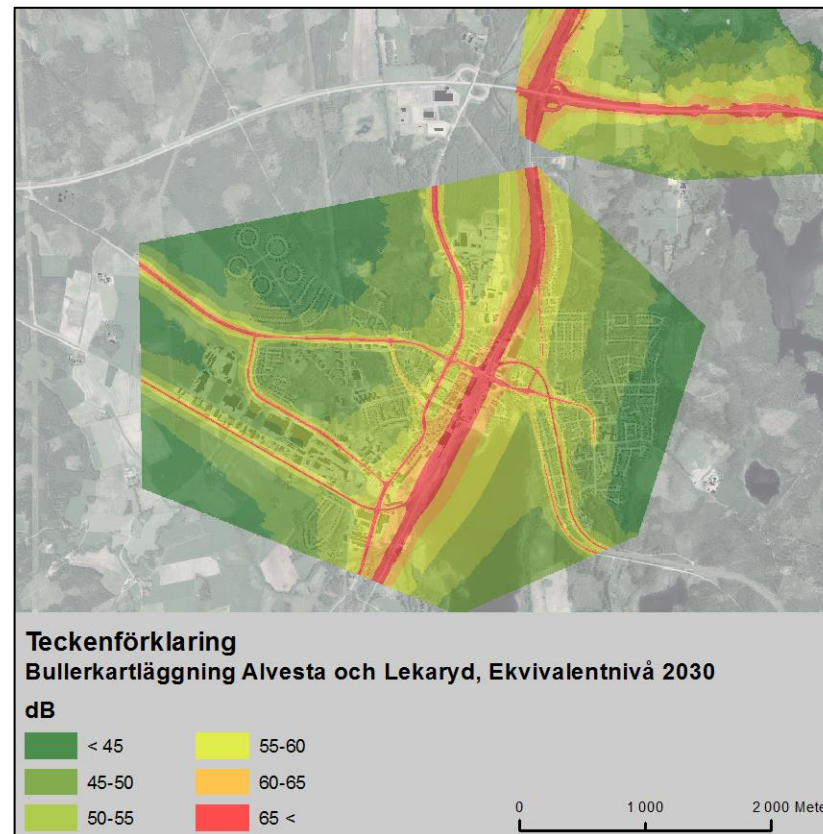 Teckenförklaring
Bullerkartläggning Alvesta och Lekaryd, Ekvivalentnivå 2030
dB
< 45
55-60
45-50
60-65
50-55
65 <
0 1 000 2 000 Mete